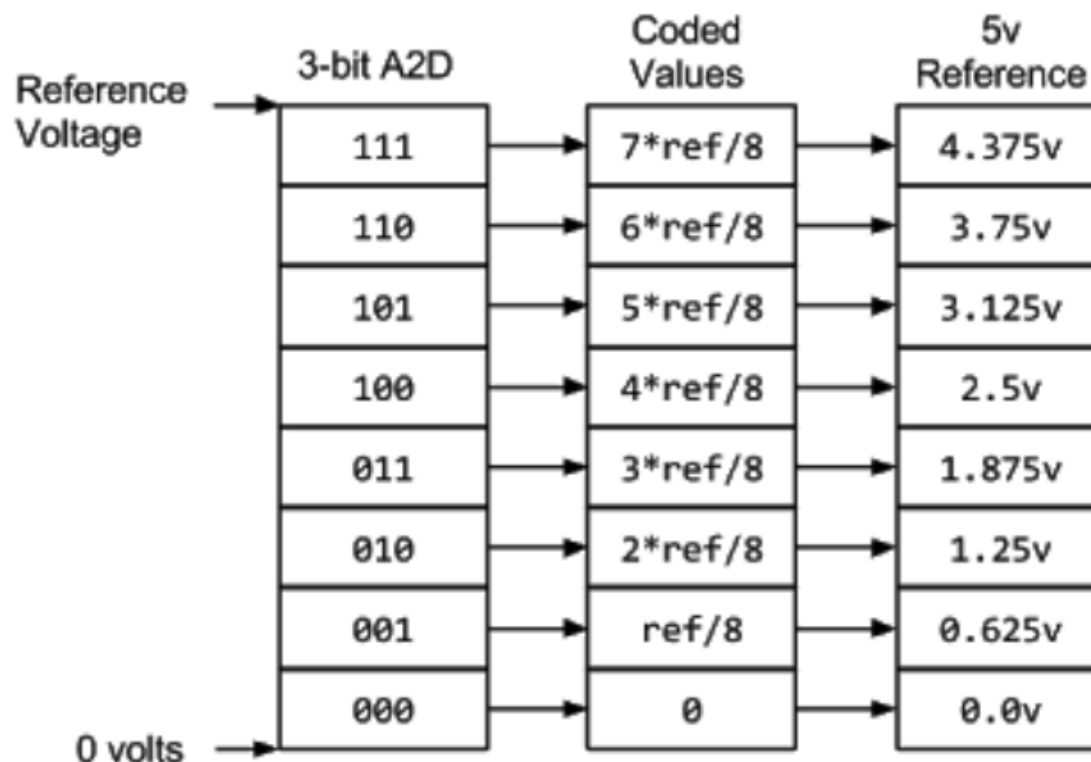 3-bit A2D
Coded
Values
5v
Reference
Reference
Voltage
111 7*ref/8 4.375v
110 6*ref/8 3.75v
101 5*ref/8 3.125v
100 4*ref/8 2.5v
011 3*ref/8 1.875v
010 2*ref/8 1.25v
001 ref/8 0.625v
000 0 0.0v
0 volts